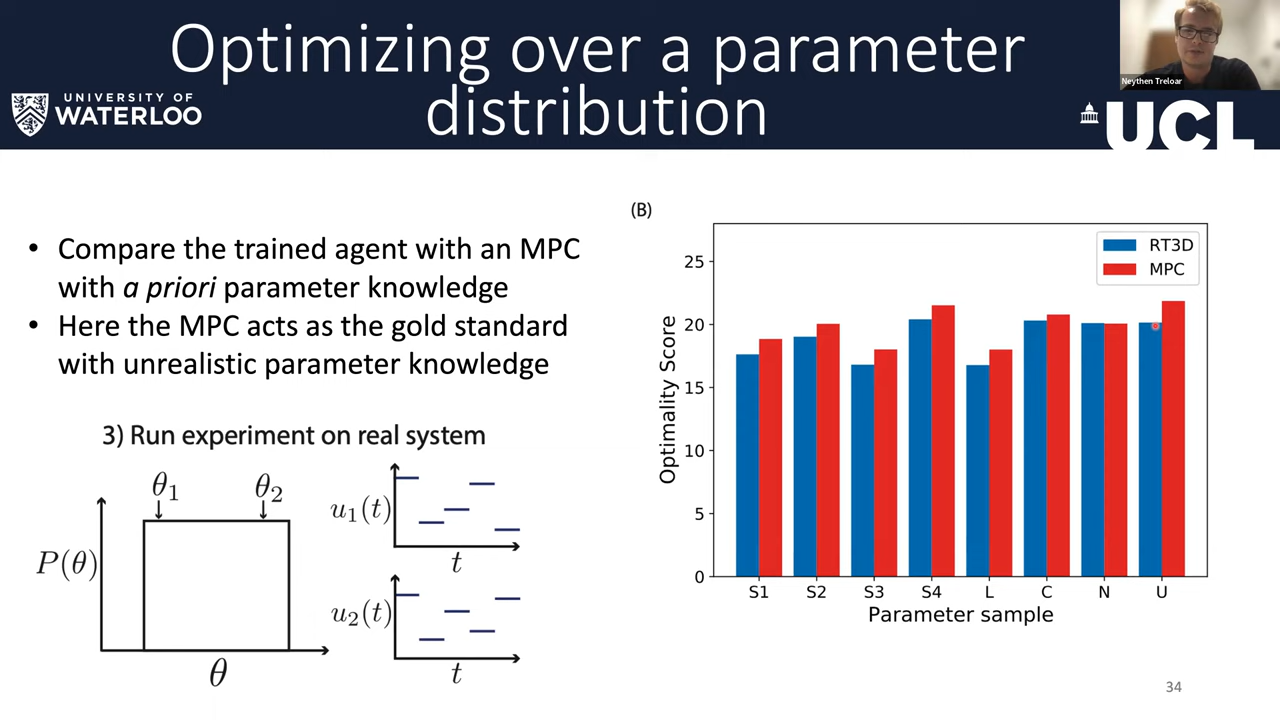 Optimizing over a parameter
distribution
UNIVERSITY OF
WATERLOO
Neythen Treloar
UCL
• Compare the trained agent with an MPC
with a priori parameter knowledge
• Here the MPC acts as the gold standard
with unrealistic parameter knowledge
3) Run experiment on real system
θ₁
θ₂
P(θ)
θ
u₁(t)
t
u₂(t)
t
(B)
RT3D
MPC
Optimality Score
25
20
15
10
5
0
S1 S2 S3 S4 L C N U
Parameter sample
34